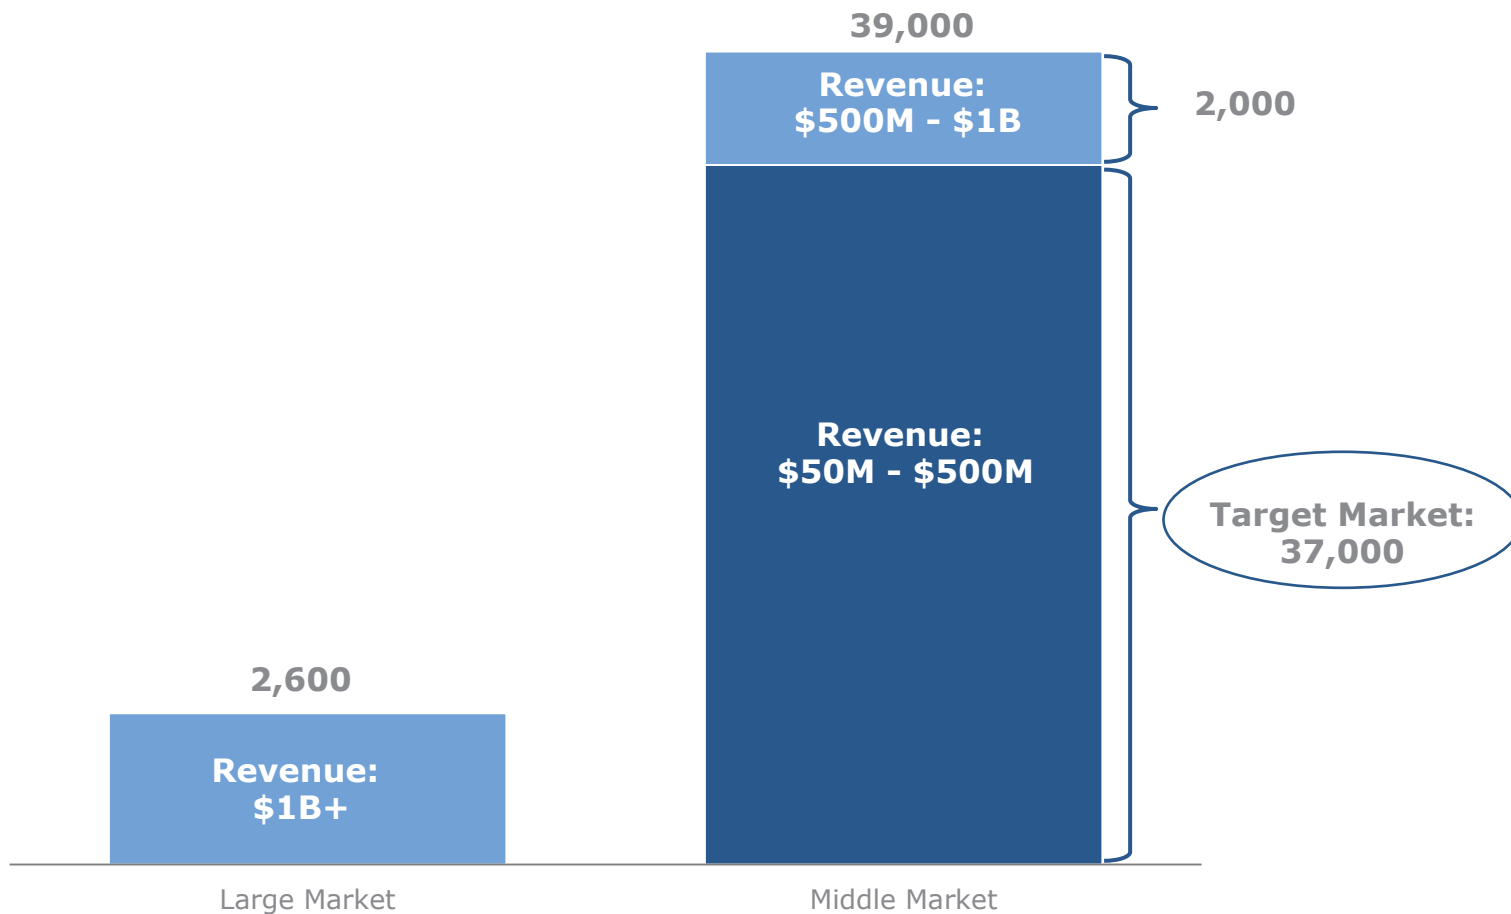 39,000
Revenue:
$500M - $1B
2,000
Revenue:
$50M - $500M
Target Market:
37,000
2,600
Revenue:
$1B+
Large Market
Middle Market